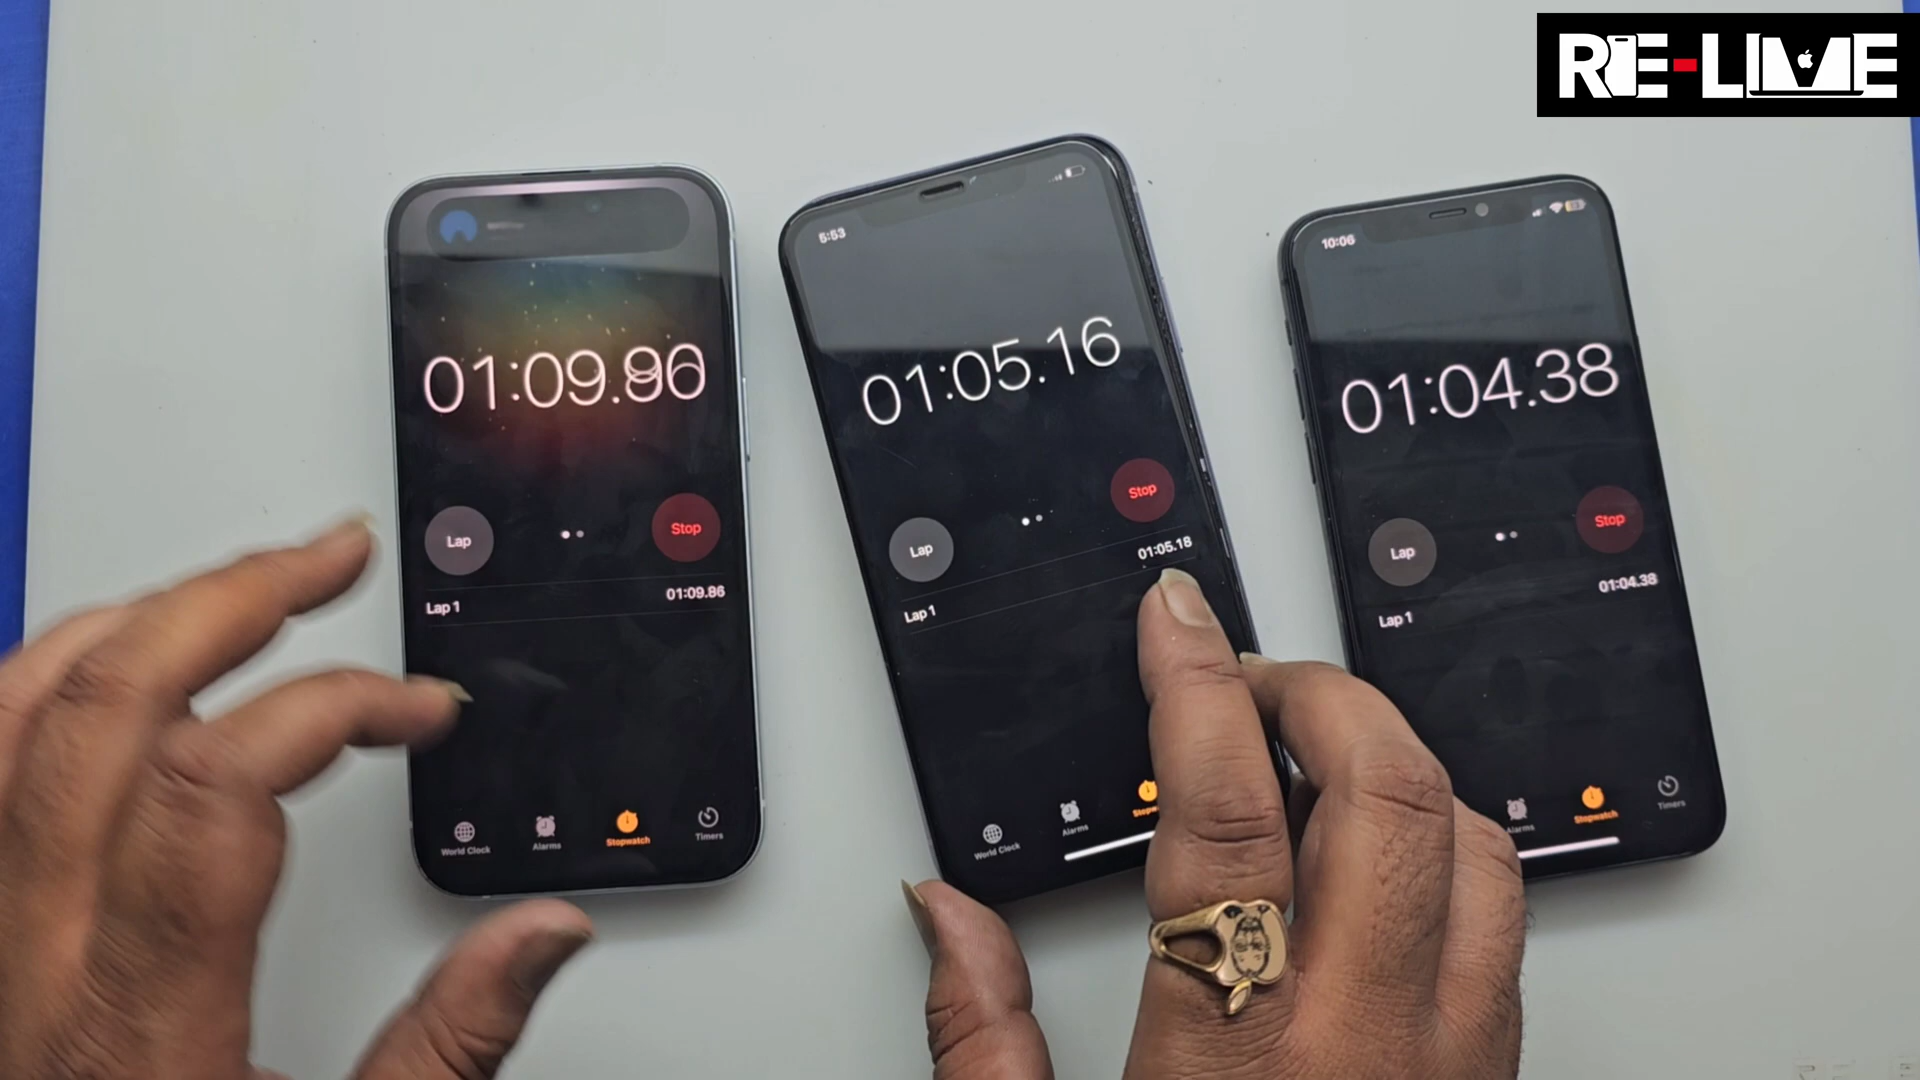 RE-LIVE
01:09.86
Lap
Stop
Lap 1
01:09.86
World Clock
Alarms
Stopwatch
Timers
5:53
01:05.16
Lap
Stop
Lap 1
01:05.18
World Clock
Alarms
10:06
01:04.38
Lap
Stop
Lap 1
01:04.38
Alarms
Stopwatch
Timers